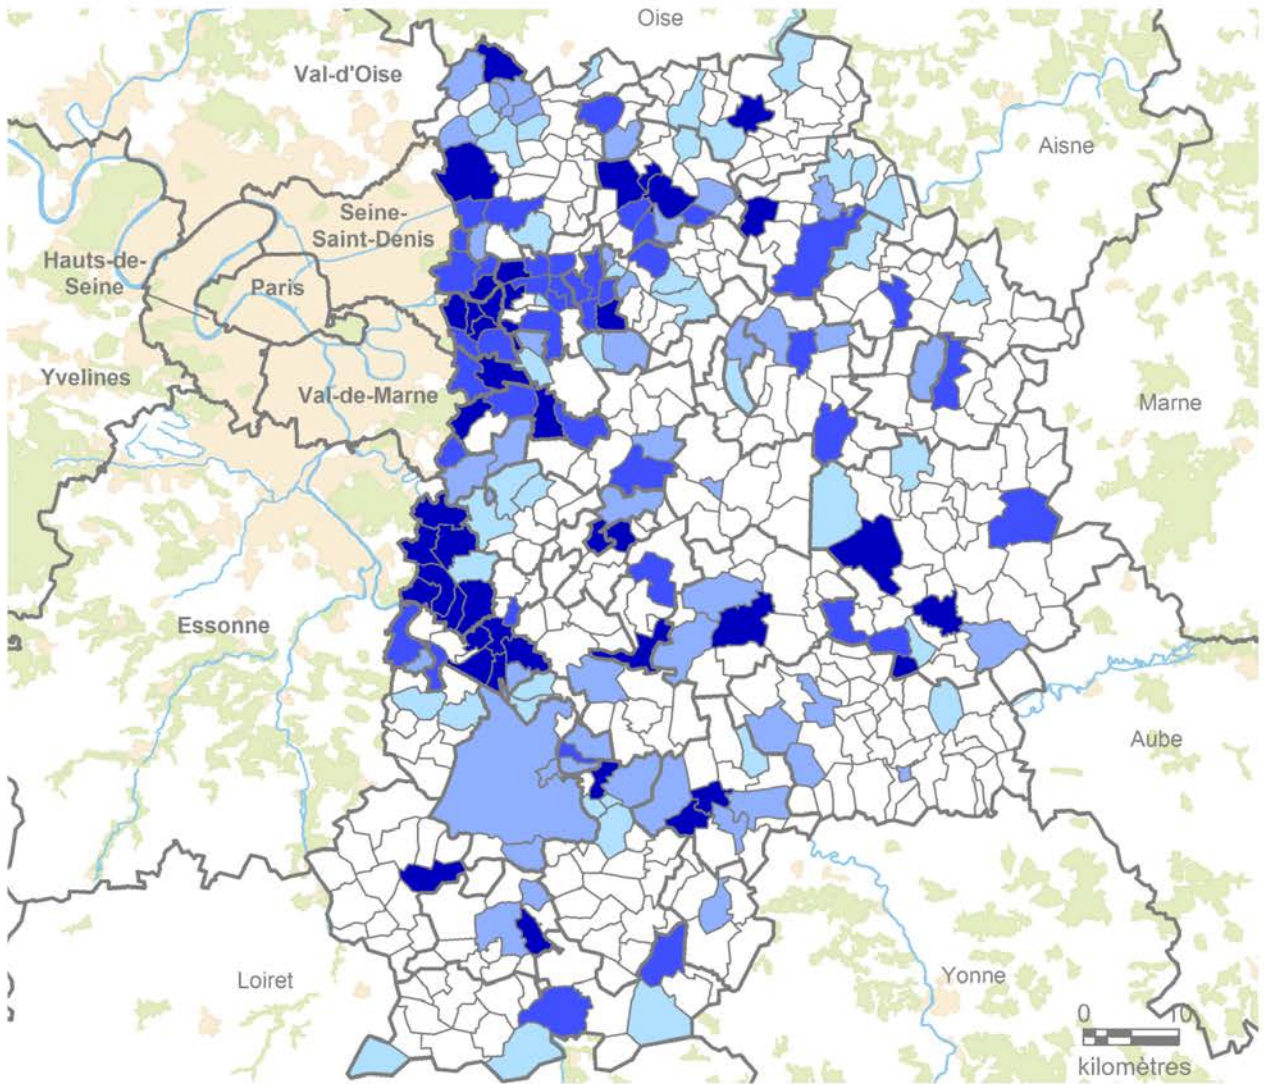 Oise
Val-d'Oise
Aisne
Seine-
Saint-Denis
Hauts-de-
Seine
Paris
Yvelines
Val-de-Marne
Marne
Essonne
Aube
Loiret
Yonne
0 10
kilomètres